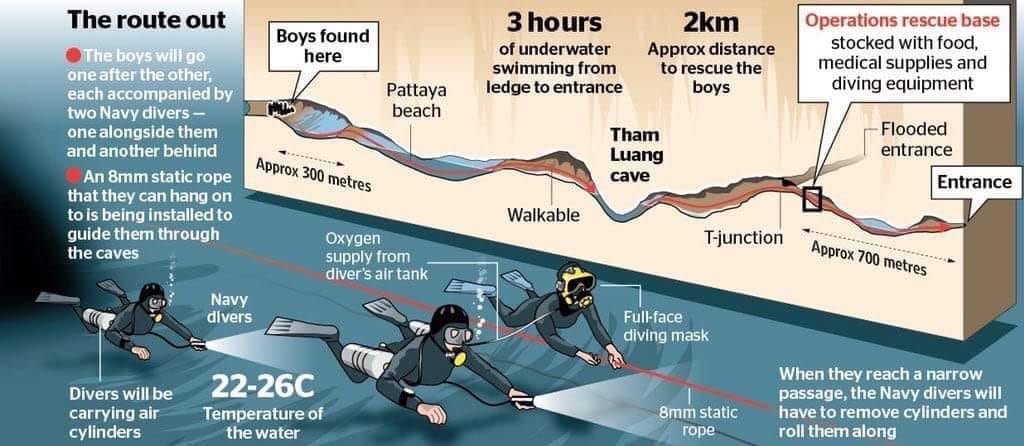 The route out
The boys will go
one after the other,
each accompanied by
two Navy divers —
one alongside them
and another behind
An 8mm static rope
that they can hang on
to is being installed to
guide them through
the caves
Boys found
here
3 hours
of underwater
swimming from
ledge to entrance
2km
Approx distance
to rescue the
boys
Operations rescue base
stocked with food,
medical supplies and
diving equipment
Pattaya
beach
Tham
Luang
cave
Flooded
entrance
Entrance
Approx 300 metres
Walkable
T-junction
Approx 700 metres
Oxygen
supply from
diver's air tank
Navy
divers
Full-face
diving mask
Divers will be
carrying air
cylinders
22-26C
Temperature of
the water
8mm static
rope
When they reach a narrow
passage, the Navy divers will
have to remove cylinders and
roll them along